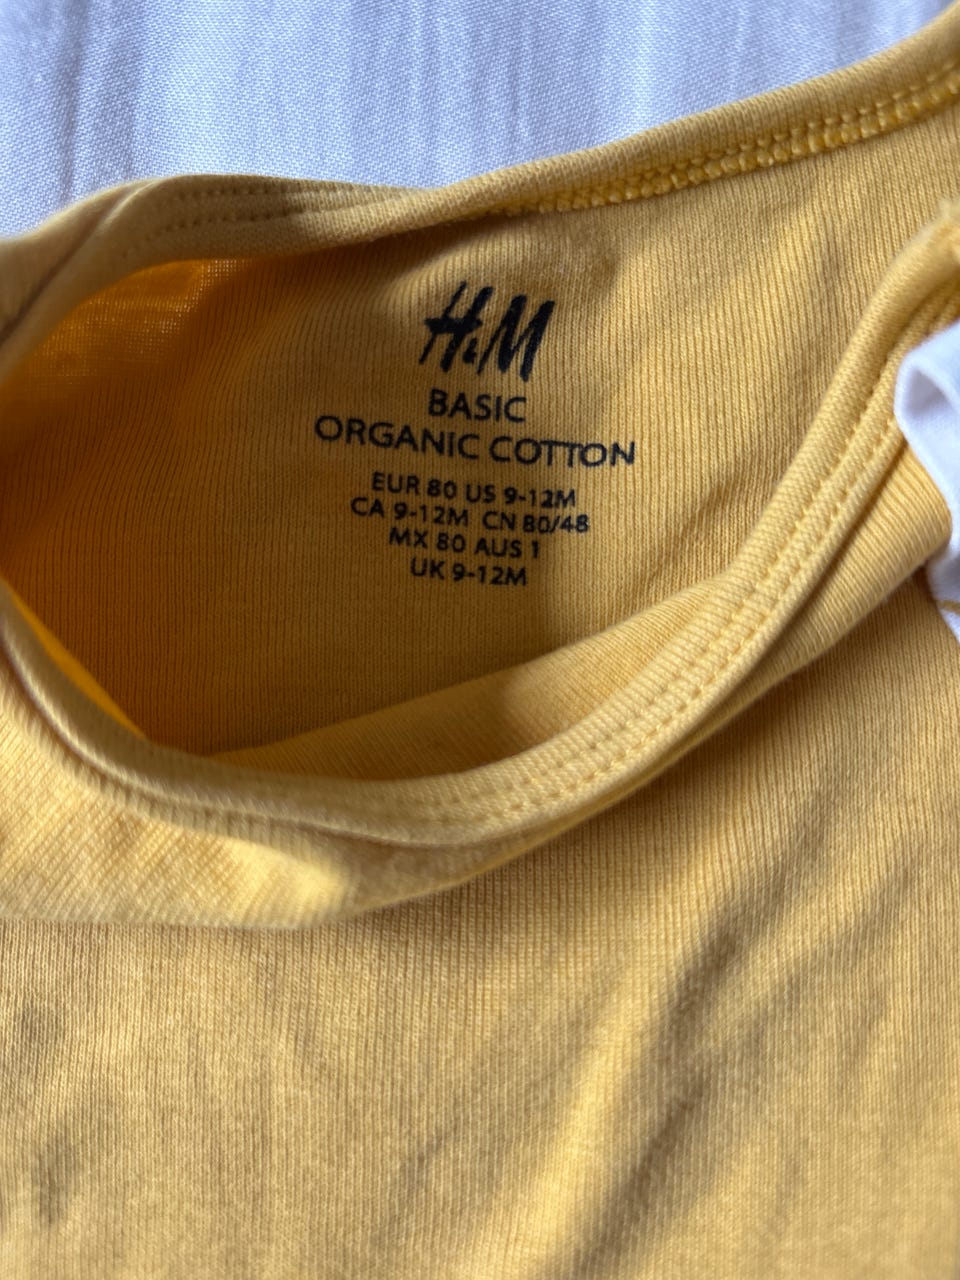 H&M
BASIC
ORGANIC COTTON
EUR 80 US 9-12M
CA 9-12M CN 80/48
MX 80 AUS 1
UK 9-12M